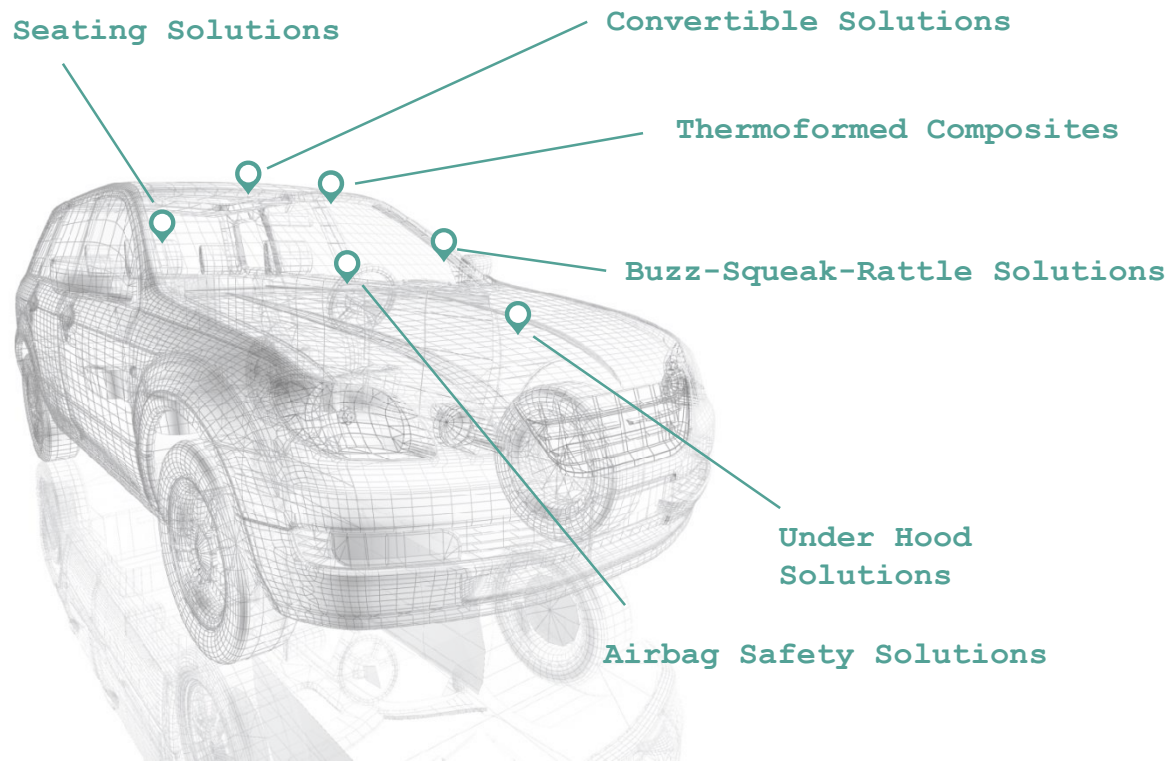 Seating Solutions
Convertible Solutions
Thermoformed Composites
Buzz-Squeak-Rattle Solutions
Under Hood
Solutions
Airbag Safety Solutions